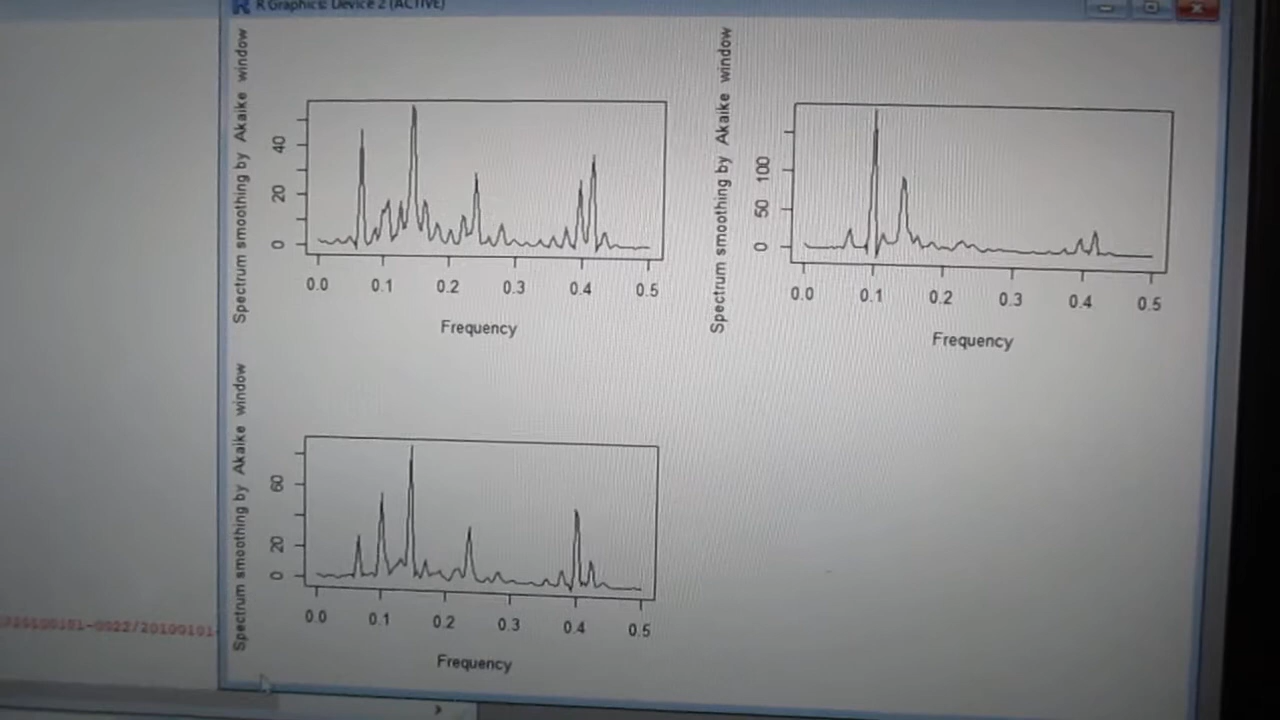 R Graphics: Device 2 (ACTIVE)
Spectrum smoothing by Akaike window
40
20
0
0.0 0.1 0.2 0.3 0.4 0.5
Frequency
Spectrum smoothing by Akaike window
100
50
0
0.0 0.1 0.2 0.3 0.4 0.5
Frequency
Spectrum smoothing by Akaike window
60
20
0
0.0 0.1 0.2 0.3 0.4 0.5
Frequency